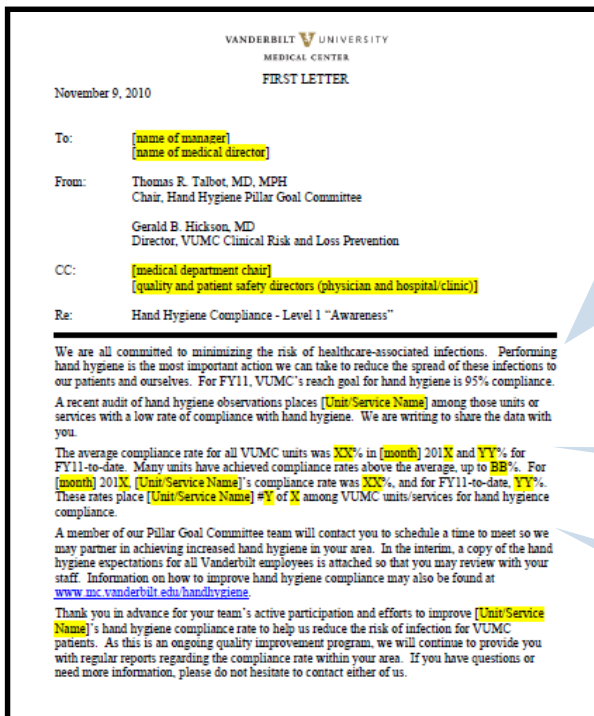 VANDERBILT V UNIVERSITY
MEDICAL CENTER
FIRST LETTER
November 9, 2010
To: [name of manager]
[name of medical director]
From: Thomas R. Talbot, MD, MPH
Chair, Hand Hygiene Pillar Goal Committee
Gerald B. Hickson, MD
Director, VUMC Clinical Risk and Loss Prevention
CC: [medical department chair]
[quality and patient safety directors (physician and hospital/clinic)]
Re: Hand Hygiene Compliance - Level 1 “Awareness”
We are all committed to minimizing the risk of healthcare-associated infections. Performing
hand hygiene is the most important action we can take to reduce the spread of these infections to
our patients and ourselves. For FY11, VUMC’s reach goal for hand hygiene is 95% compliance.
A recent audit of hand hygiene observations places [Unit/Service Name] among those units or
services with a low rate of compliance with hand hygiene. We are writing to share the data with
you.
The average compliance rate for all VUMC units was XX% in [month] 201X and YY% for
FY11-to-date. Many units have achieved compliance rates above the average, up to BB%. For
[month] 201X, [Unit/Service Name]’s compliance rate was XX%, and for FY11-to-date, YY%.
These rates place [Unit/Service Name] #Y of X among VUMC units/services for hand hygience
compliance.
A member of our Pillar Goal Committee team will contact you to schedule a time to meet so we
may partner in achieving increased hand hygiene in your area. In the interim, a copy of the hand
hygiene expectations for all Vanderbilt employees is attached so that you may review with your
staff. Information on how to improve hand hygiene compliance may also be found at
www.mc.vanderbilt.edu/handhygiene.
Thank you in advance for your team’s active participation and efforts to improve [Unit/Service
Name]’s hand hygiene compliance rate to help us reduce the risk of infection for VUMC
patients. As this is an ongoing quality improvement program, we will continue to provide you
with regular reports regarding the compliance rate within your area. If you have questions or
need more information, please do not hesitate to contact either of us.